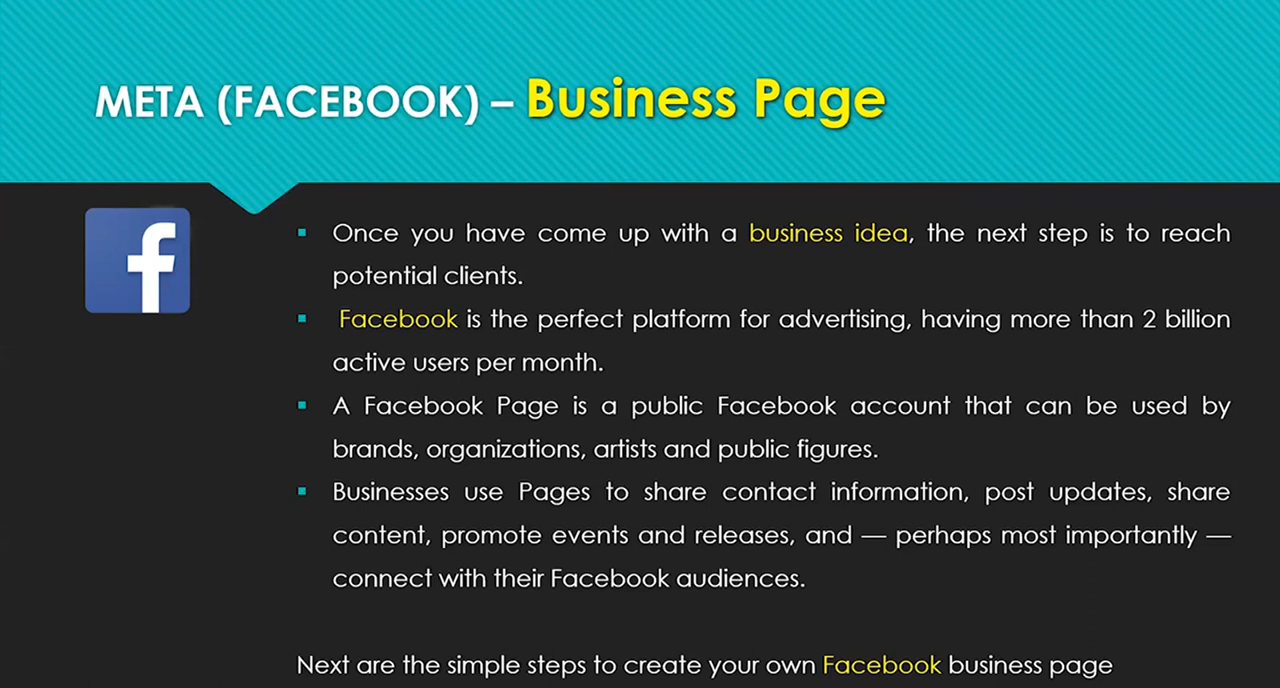 META (FACEBOOK) – Business Page
f
▪ Once you have come up with a business idea, the next step is to reach
potential clients.
▪ Facebook is the perfect platform for advertising, having more than 2 billion
active users per month.
▪ A Facebook Page is a public Facebook account that can be used by
brands, organizations, artists and public figures.
▪ Businesses use Pages to share contact information, post updates, share
content, promote events and releases, and — perhaps most importantly —
connect with their Facebook audiences.
Next are the simple steps to create your own Facebook business page